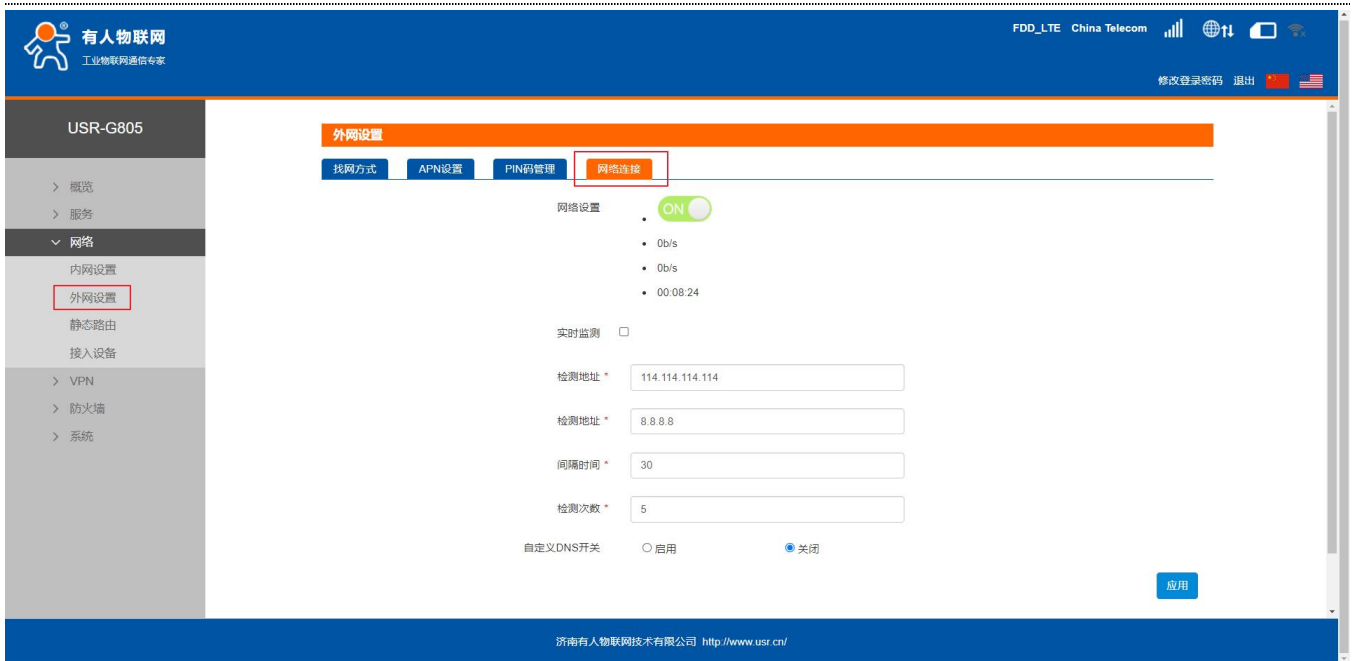 有人物联网®
工业物联网通信专家
FDD_LTE China Telecom
修改登录密码 退出
USR-G805
概览
服务
网络
内网设置
外网设置
静态路由
接入设备
VPN
防火墙
系统
外网设置
找网方式 APN设置 PIN码管理 网络连接
网络设置 ON
• 0b/s
• 0b/s
• 00:08:24
实时监测
检测地址 * 114.114.114.114
检测地址 * 8.8.8.8
间隔时间 * 30
检测次数 * 5
自定义DNS开关 启用 关闭
应用
济南有人物联网技术有限公司 http://www.usr.cn/